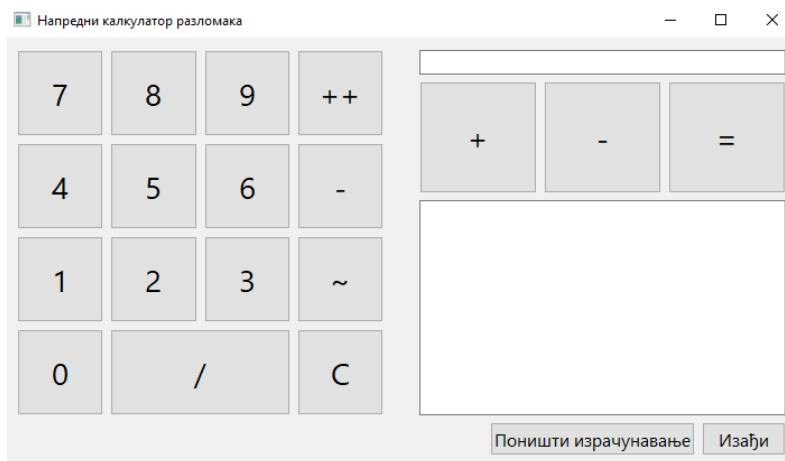 Напредни калкулатор разломака
7 8 9 ++
4 5 6 -
1 2 3 ~
0 / C
+ - =
Поништи израчунавање Изађи